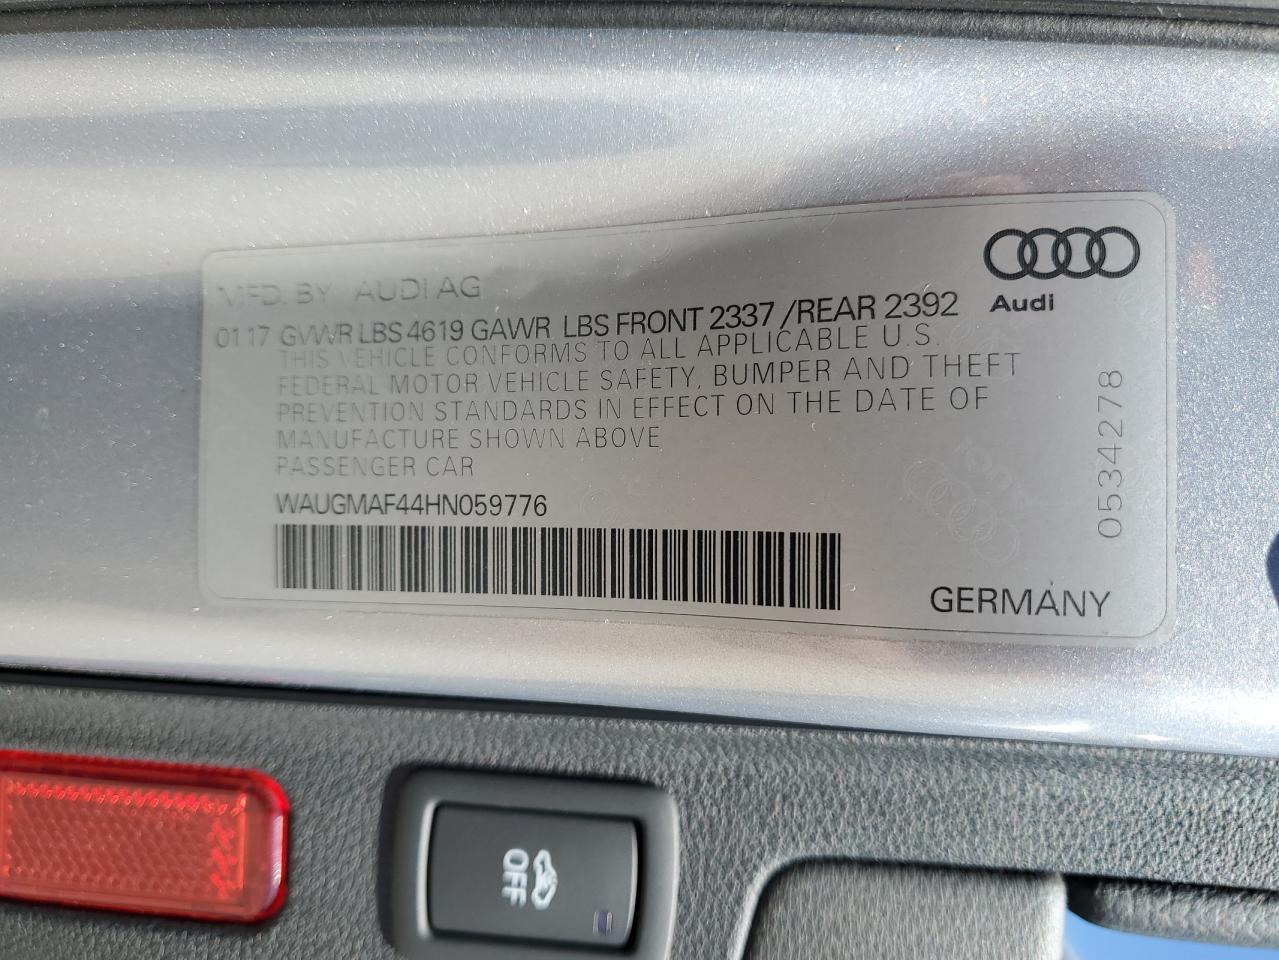 Audi
MFD. BY AUDI AG
01 17 GVWR LBS 4619 GAWR LBS FRONT 2337 /REAR 2392
THIS VEHICLE CONFORMS TO ALL APPLICABLE U.S.
FEDERAL MOTOR VEHICLE SAFETY, BUMPER AND THEFT
PREVENTION STANDARDS IN EFFECT ON THE DATE OF
MANUFACTURE SHOWN ABOVE
PASSENGER CAR
WAUGMAF44HN059776
0534278
GERMANY
OFF